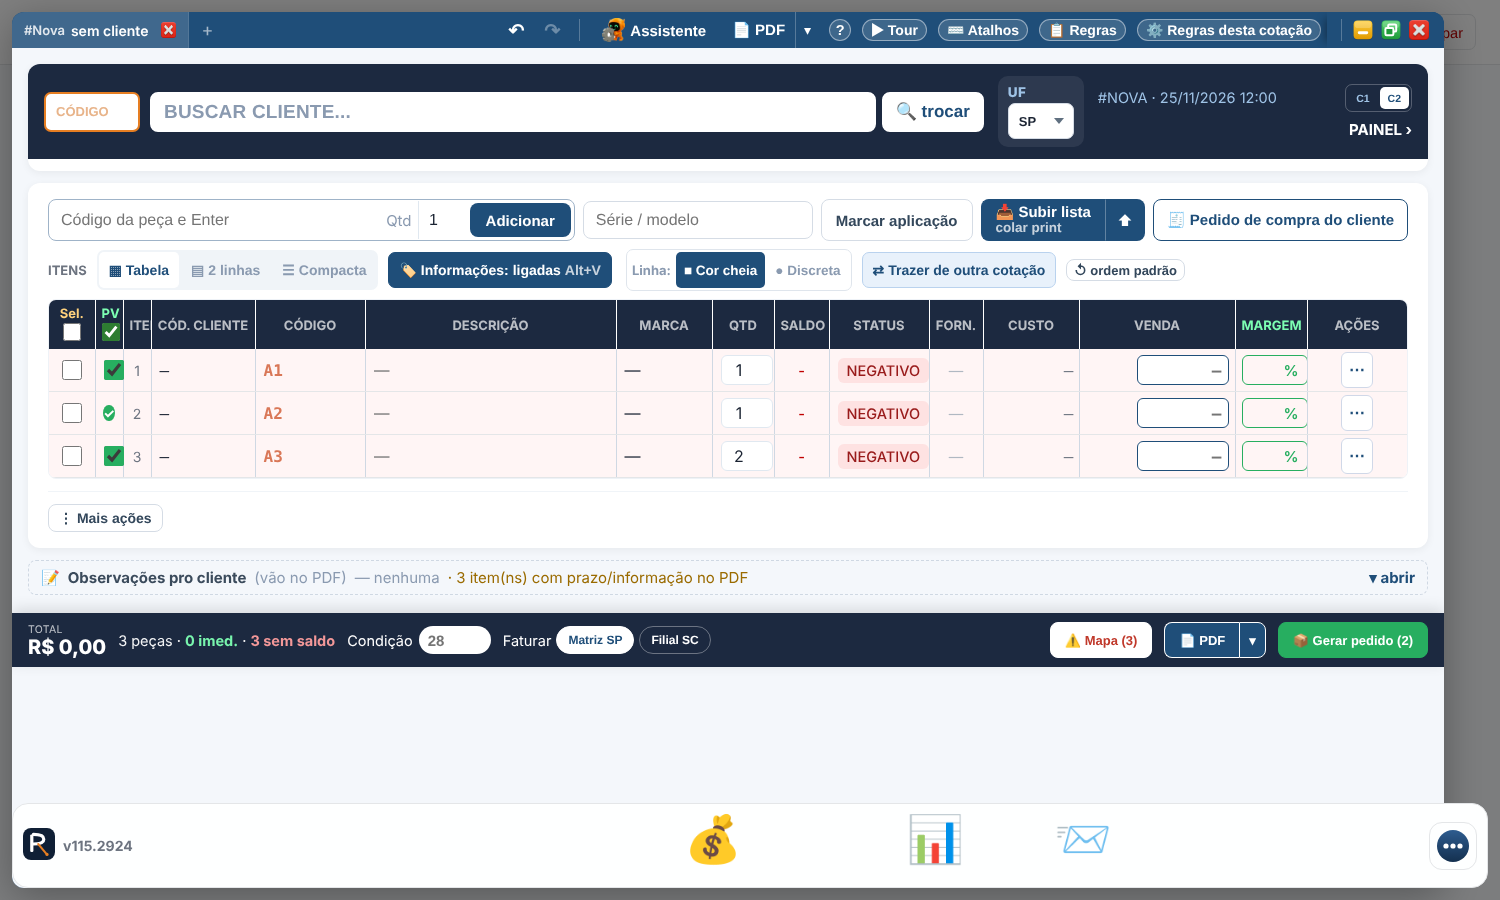 #Nova sem cliente
+
Assistente
PDF ▾
?
▶ Tour
Atalhos
Regras
Regras desta cotação
par
CÓDIGO
BUSCAR CLIENTE...
trocar
UF
SP
#NOVA · 25/11/2026 12:00
C1 C2
PAINEL ›
Código da peça e Enter
Qtd 1
Adicionar
Série / modelo
Marcar aplicação
Subir lista
colar print
Pedido de compra do cliente
ITENS
Tabela
2 linhas
Compacta
Informações: ligadas Alt+V
Linha: ■ Cor cheia ● Discreta
⇄ Trazer de outra cotação
ordem padrão
Sel. PV ITE CÓD. CLIENTE CÓDIGO DESCRIÇÃO MARCA QTD SALDO STATUS FORN. CUSTO VENDA MARGEM AÇÕES
1 – A1 — — 1 - NEGATIVO — – – % ⋯
2 – A2 — — 1 - NEGATIVO — – – % ⋯
3 – A3 — — 2 - NEGATIVO — – – % ⋯
⋮ Mais ações
Observações pro cliente (vão no PDF) — nenhuma · 3 item(ns) com prazo/informação no PDF
▾ abrir
TOTAL
R$ 0,00
3 peças · 0 imed. · 3 sem saldo
Condição 28
Faturar Matriz SP Filial SC
Mapa (3)
PDF ▾
Gerar pedido (2)
R v115.2924